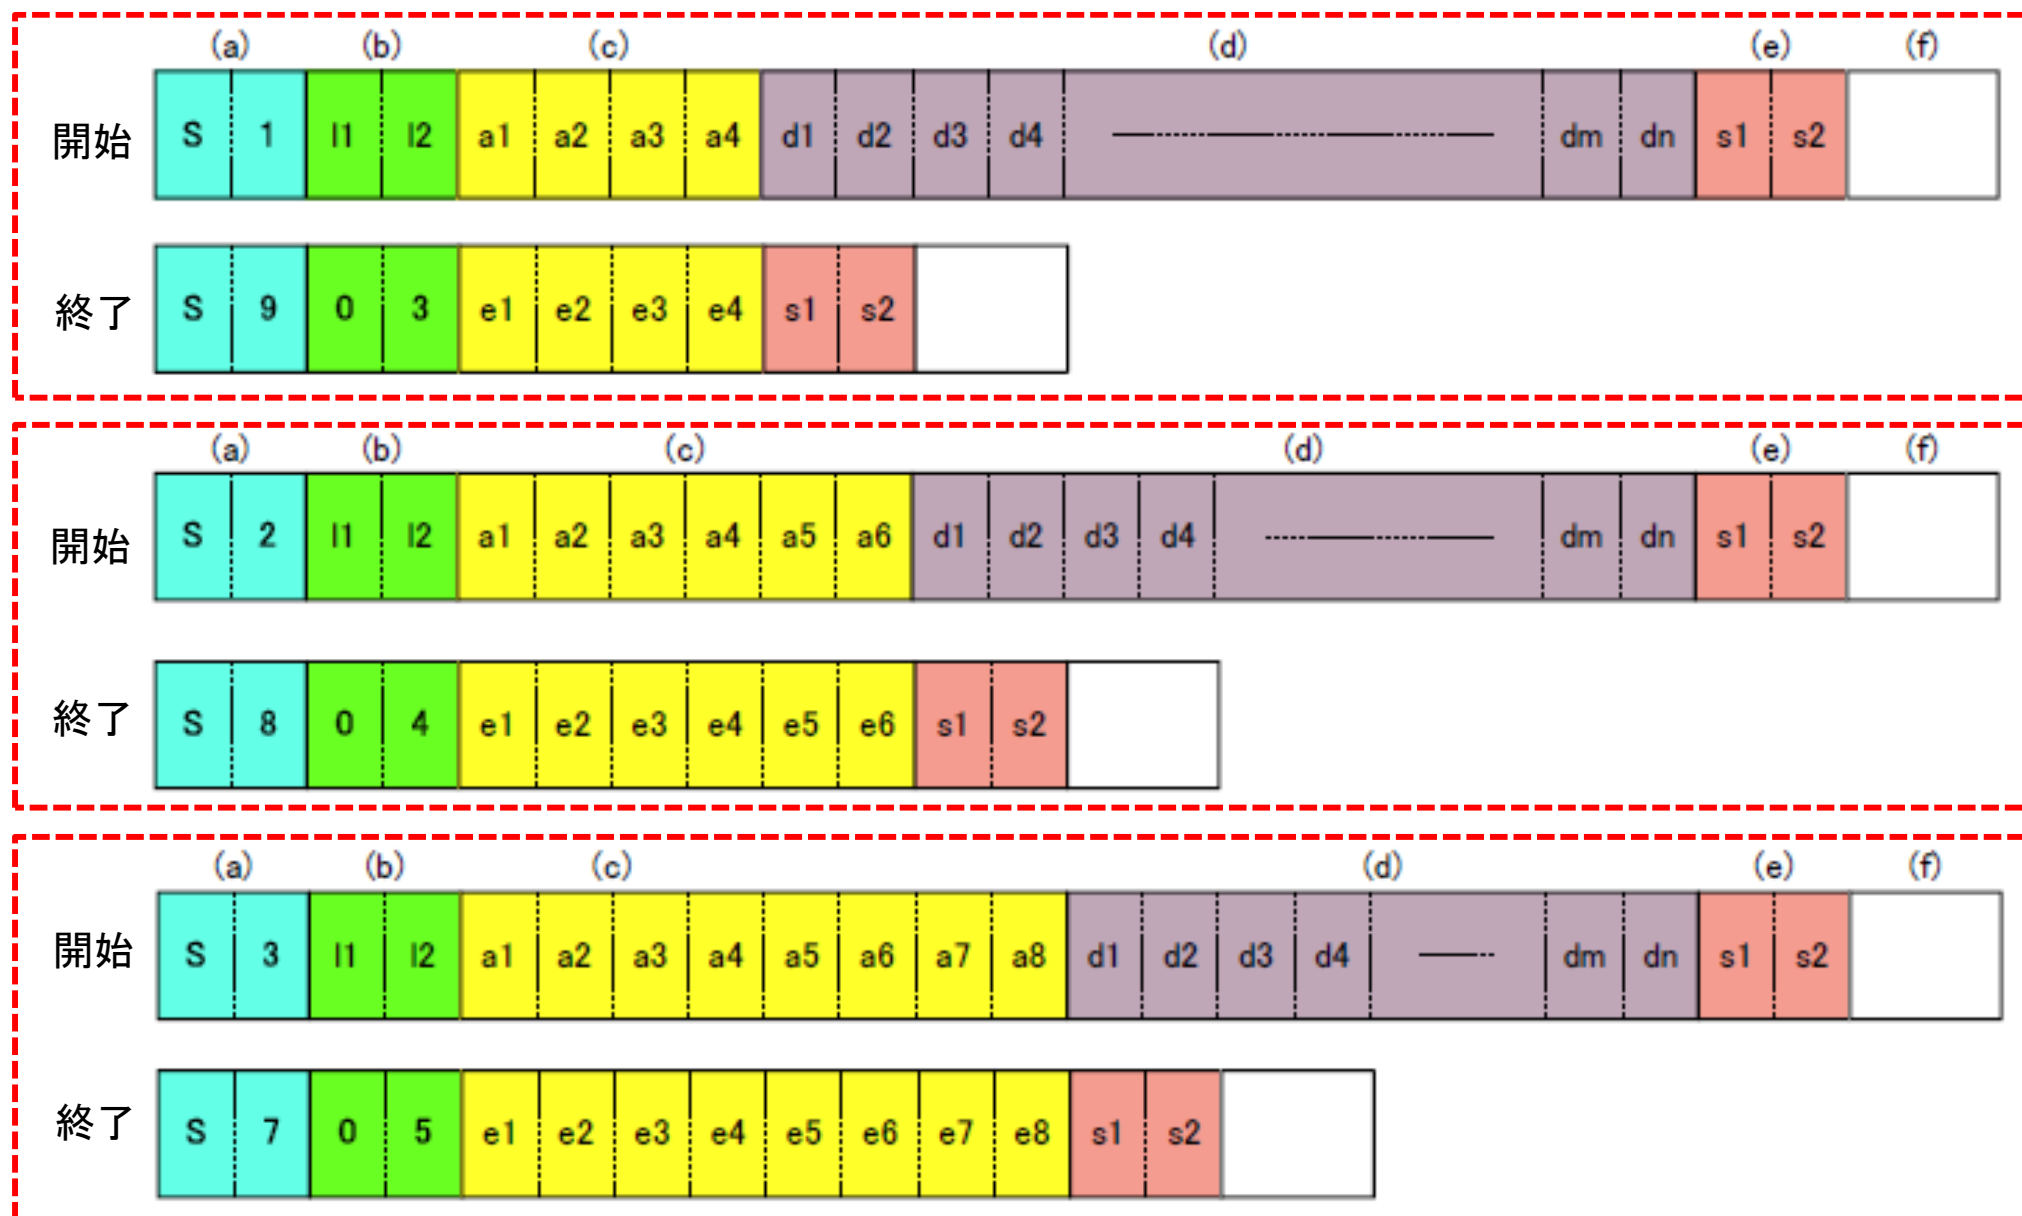 (a) (b) (c) (d) (e) (f)
開始 S 1 l1 l2 a1 a2 a3 a4 d1 d2 d3 d4 dm dn s1 s2
終了 S 9 0 3 e1 e2 e3 e4 s1 s2
(a) (b) (c) (d) (e) (f)
開始 S 2 l1 l2 a1 a2 a3 a4 a5 a6 d1 d2 d3 d4 dm dn s1 s2
終了 S 8 0 4 e1 e2 e3 e4 e5 e6 s1 s2
(a) (b) (c) (d) (e) (f)
開始 S 3 l1 l2 a1 a2 a3 a4 a5 a6 a7 a8 d1 d2 d3 d4 dm dn s1 s2
終了 S 7 0 5 e1 e2 e3 e4 e5 e6 e7 e8 s1 s2